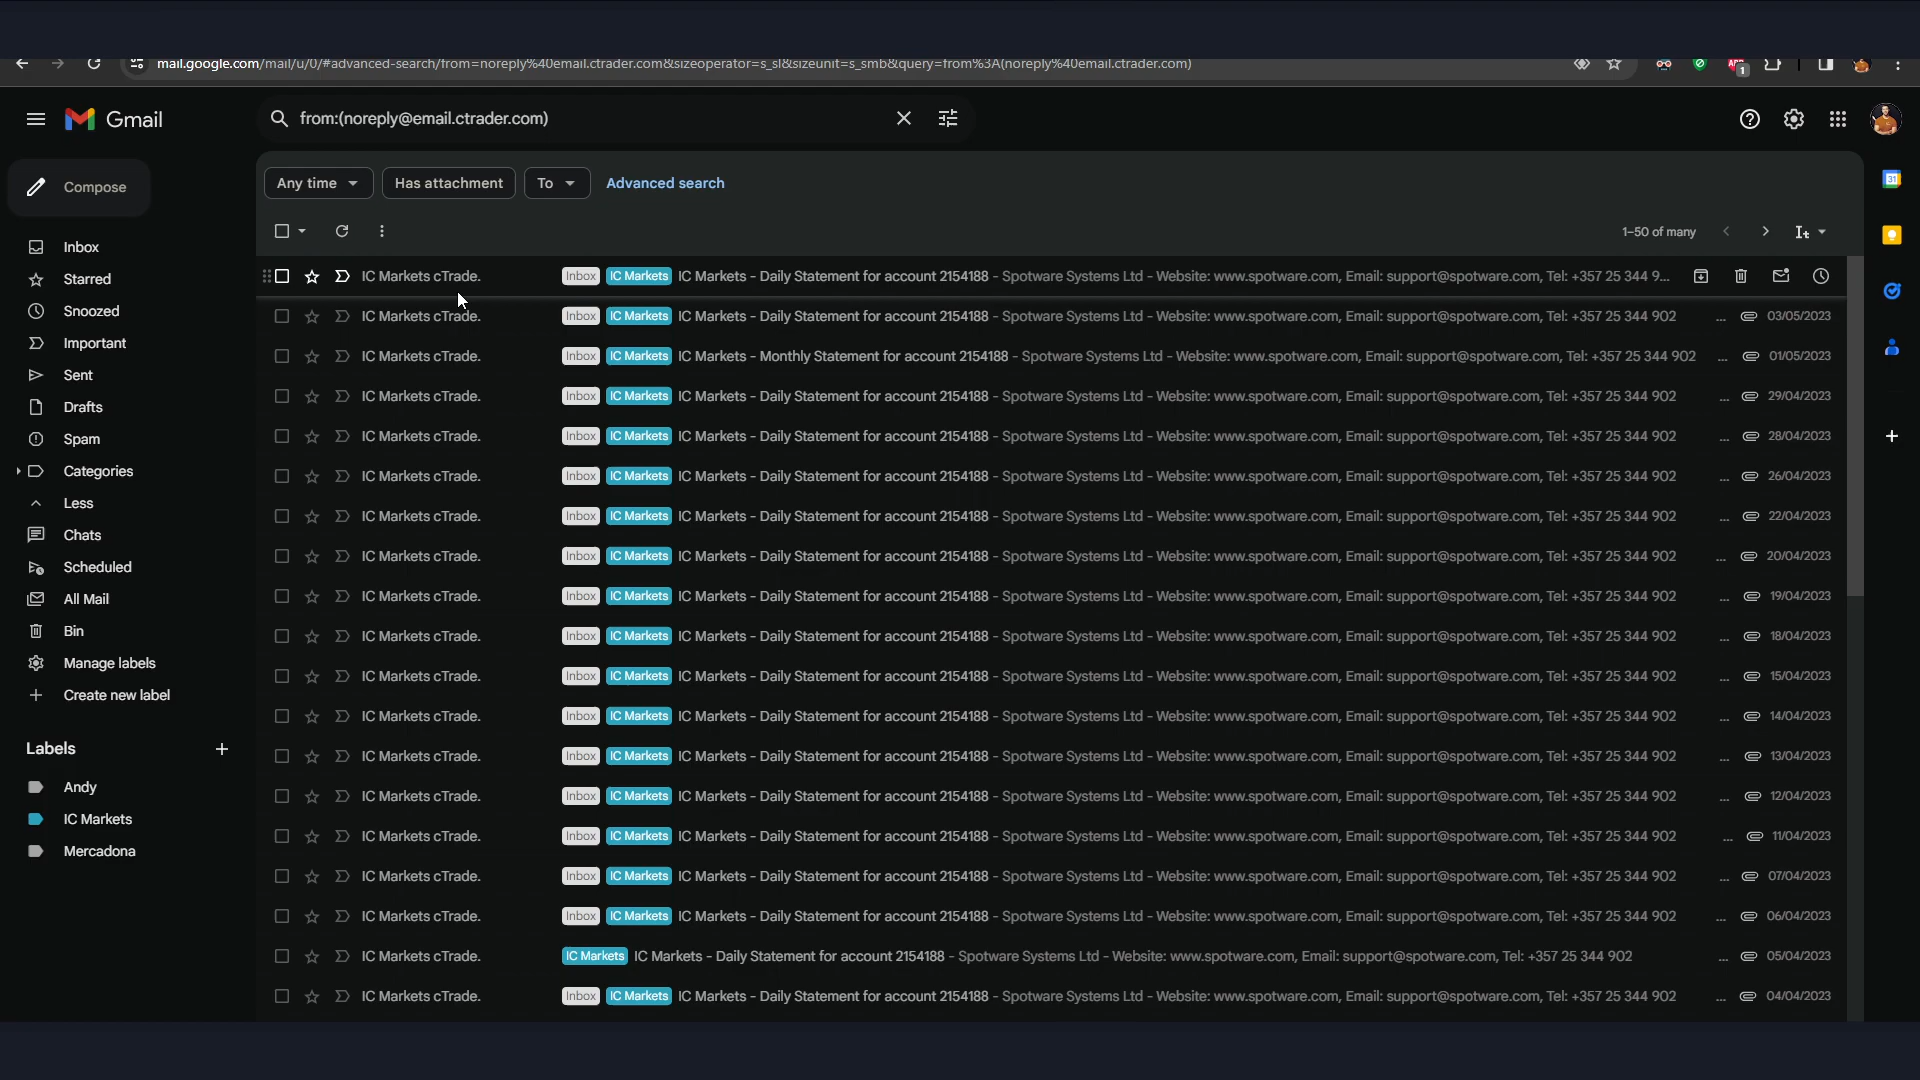 mail.google.com/mail/u/0/#advanced-search/from=noreply%40email.ctrader.com&sizeoperator=s_sl&sizeunit=s_smb&query=from%3A(noreply%40email.ctrader.com)
1
Gmail
from:(noreply@email.ctrader.com)
Compose
Any time
Has attachment
To
Advanced search
1–50 of many
Inbox
Starred
Snoozed
Important
Sent
Drafts
Spam
Categories
Less
Chats
Scheduled
All Mail
Bin
Manage labels
Create new label
Labels
Andy
IC Markets
Mercadona
IC Markets cTrade. Inbox IC Markets IC Markets - Daily Statement for account 2154188 - Spotware Systems Ltd - Website: www.spotware.com, Email: support@spotware.com, Tel: +357 25 344 9...
IC Markets cTrade. Inbox IC Markets IC Markets - Daily Statement for account 2154188 - Spotware Systems Ltd - Website: www.spotware.com, Email: support@spotware.com, Tel: +357 25 344 902 ... 03/05/2023
IC Markets cTrade. Inbox IC Markets IC Markets - Monthly Statement for account 2154188 - Spotware Systems Ltd - Website: www.spotware.com, Email: support@spotware.com, Tel: +357 25 344 902 ... 01/05/2023
IC Markets cTrade. Inbox IC Markets IC Markets - Daily Statement for account 2154188 - Spotware Systems Ltd - Website: www.spotware.com, Email: support@spotware.com, Tel: +357 25 344 902 ... 29/04/2023
IC Markets cTrade. Inbox IC Markets IC Markets - Daily Statement for account 2154188 - Spotware Systems Ltd - Website: www.spotware.com, Email: support@spotware.com, Tel: +357 25 344 902 ... 28/04/2023
IC Markets cTrade. Inbox IC Markets IC Markets - Daily Statement for account 2154188 - Spotware Systems Ltd - Website: www.spotware.com, Email: support@spotware.com, Tel: +357 25 344 902 ... 26/04/2023
IC Markets cTrade. Inbox IC Markets IC Markets - Daily Statement for account 2154188 - Spotware Systems Ltd - Website: www.spotware.com, Email: support@spotware.com, Tel: +357 25 344 902 ... 22/04/2023
IC Markets cTrade. Inbox IC Markets IC Markets - Daily Statement for account 2154188 - Spotware Systems Ltd - Website: www.spotware.com, Email: support@spotware.com, Tel: +357 25 344 902 ... 20/04/2023
IC Markets cTrade. Inbox IC Markets IC Markets - Daily Statement for account 2154188 - Spotware Systems Ltd - Website: www.spotware.com, Email: support@spotware.com, Tel: +357 25 344 902 ... 19/04/2023
IC Markets cTrade. Inbox IC Markets IC Markets - Daily Statement for account 2154188 - Spotware Systems Ltd - Website: www.spotware.com, Email: support@spotware.com, Tel: +357 25 344 902 ... 18/04/2023
IC Markets cTrade. Inbox IC Markets IC Markets - Daily Statement for account 2154188 - Spotware Systems Ltd - Website: www.spotware.com, Email: support@spotware.com, Tel: +357 25 344 902 ... 15/04/2023
IC Markets cTrade. Inbox IC Markets IC Markets - Daily Statement for account 2154188 - Spotware Systems Ltd - Website: www.spotware.com, Email: support@spotware.com, Tel: +357 25 344 902 ... 14/04/2023
IC Markets cTrade. Inbox IC Markets IC Markets - Daily Statement for account 2154188 - Spotware Systems Ltd - Website: www.spotware.com, Email: support@spotware.com, Tel: +357 25 344 902 ... 13/04/2023
IC Markets cTrade. Inbox IC Markets IC Markets - Daily Statement for account 2154188 - Spotware Systems Ltd - Website: www.spotware.com, Email: support@spotware.com, Tel: +357 25 344 902 ... 12/04/2023
IC Markets cTrade. Inbox IC Markets IC Markets - Daily Statement for account 2154188 - Spotware Systems Ltd - Website: www.spotware.com, Email: support@spotware.com, Tel: +357 25 344 902 ... 11/04/2023
IC Markets cTrade. Inbox IC Markets IC Markets - Daily Statement for account 2154188 - Spotware Systems Ltd - Website: www.spotware.com, Email: support@spotware.com, Tel: +357 25 344 902 ... 07/04/2023
IC Markets cTrade. Inbox IC Markets IC Markets - Daily Statement for account 2154188 - Spotware Systems Ltd - Website: www.spotware.com, Email: support@spotware.com, Tel: +357 25 344 902 ... 06/04/2023
IC Markets cTrade. IC Markets IC Markets - Daily Statement for account 2154188 - Spotware Systems Ltd - Website: www.spotware.com, Email: support@spotware.com, Tel: +357 25 344 902 ... 05/04/2023
IC Markets cTrade. Inbox IC Markets IC Markets - Daily Statement for account 2154188 - Spotware Systems Ltd - Website: www.spotware.com, Email: support@spotware.com, Tel: +357 25 344 902 ... 04/04/2023
31